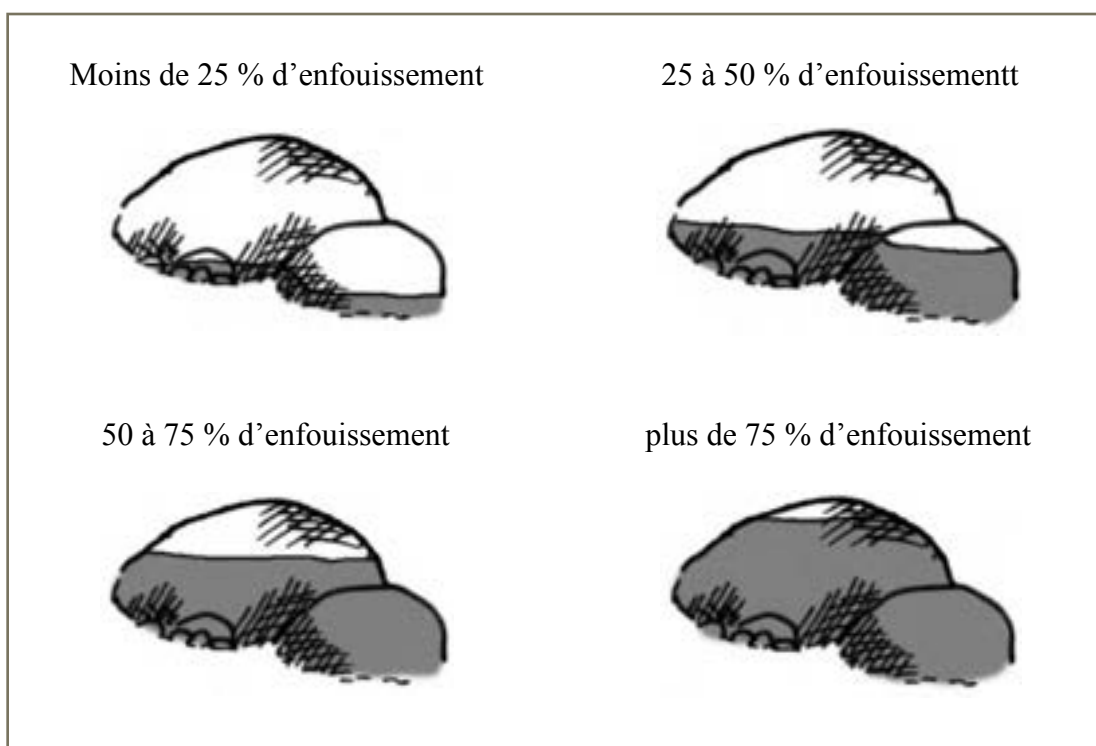 Moins de 25 % d’enfouissement
25 à 50 % d’enfouissementt
50 à 75 % d’enfouissement
plus de 75 % d’enfouissement